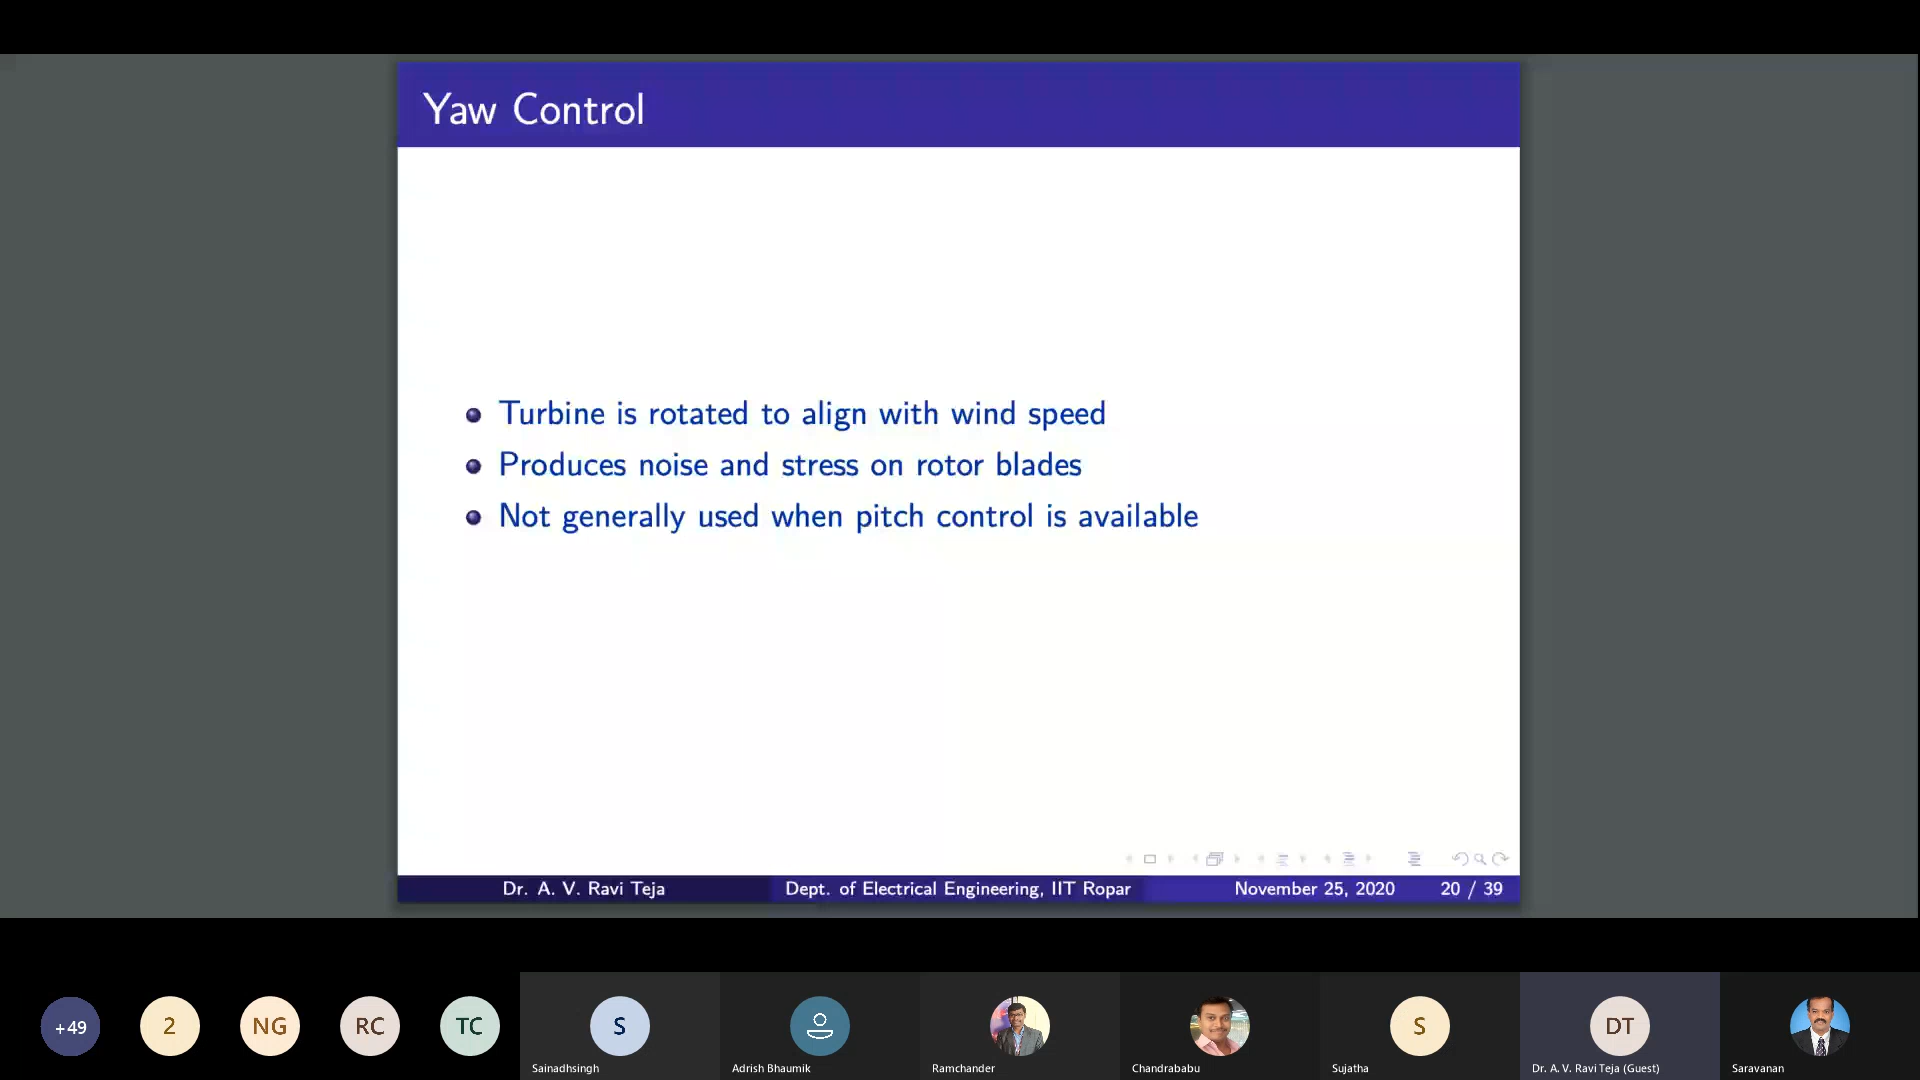 Yaw Control
Turbine is rotated to align with wind speed
Produces noise and stress on rotor blades
Not generally used when pitch control is available
Dr. A. V. Ravi Teja Dept. of Electrical Engineering, IIT Ropar November 25, 2020 20 / 39
+49 2 NG RC TC S S DT
Sainadhsingh Adrish Bhaumik Ramchander Chandrababu Sujatha Dr. A. V. Ravi Teja (Guest) Saravanan